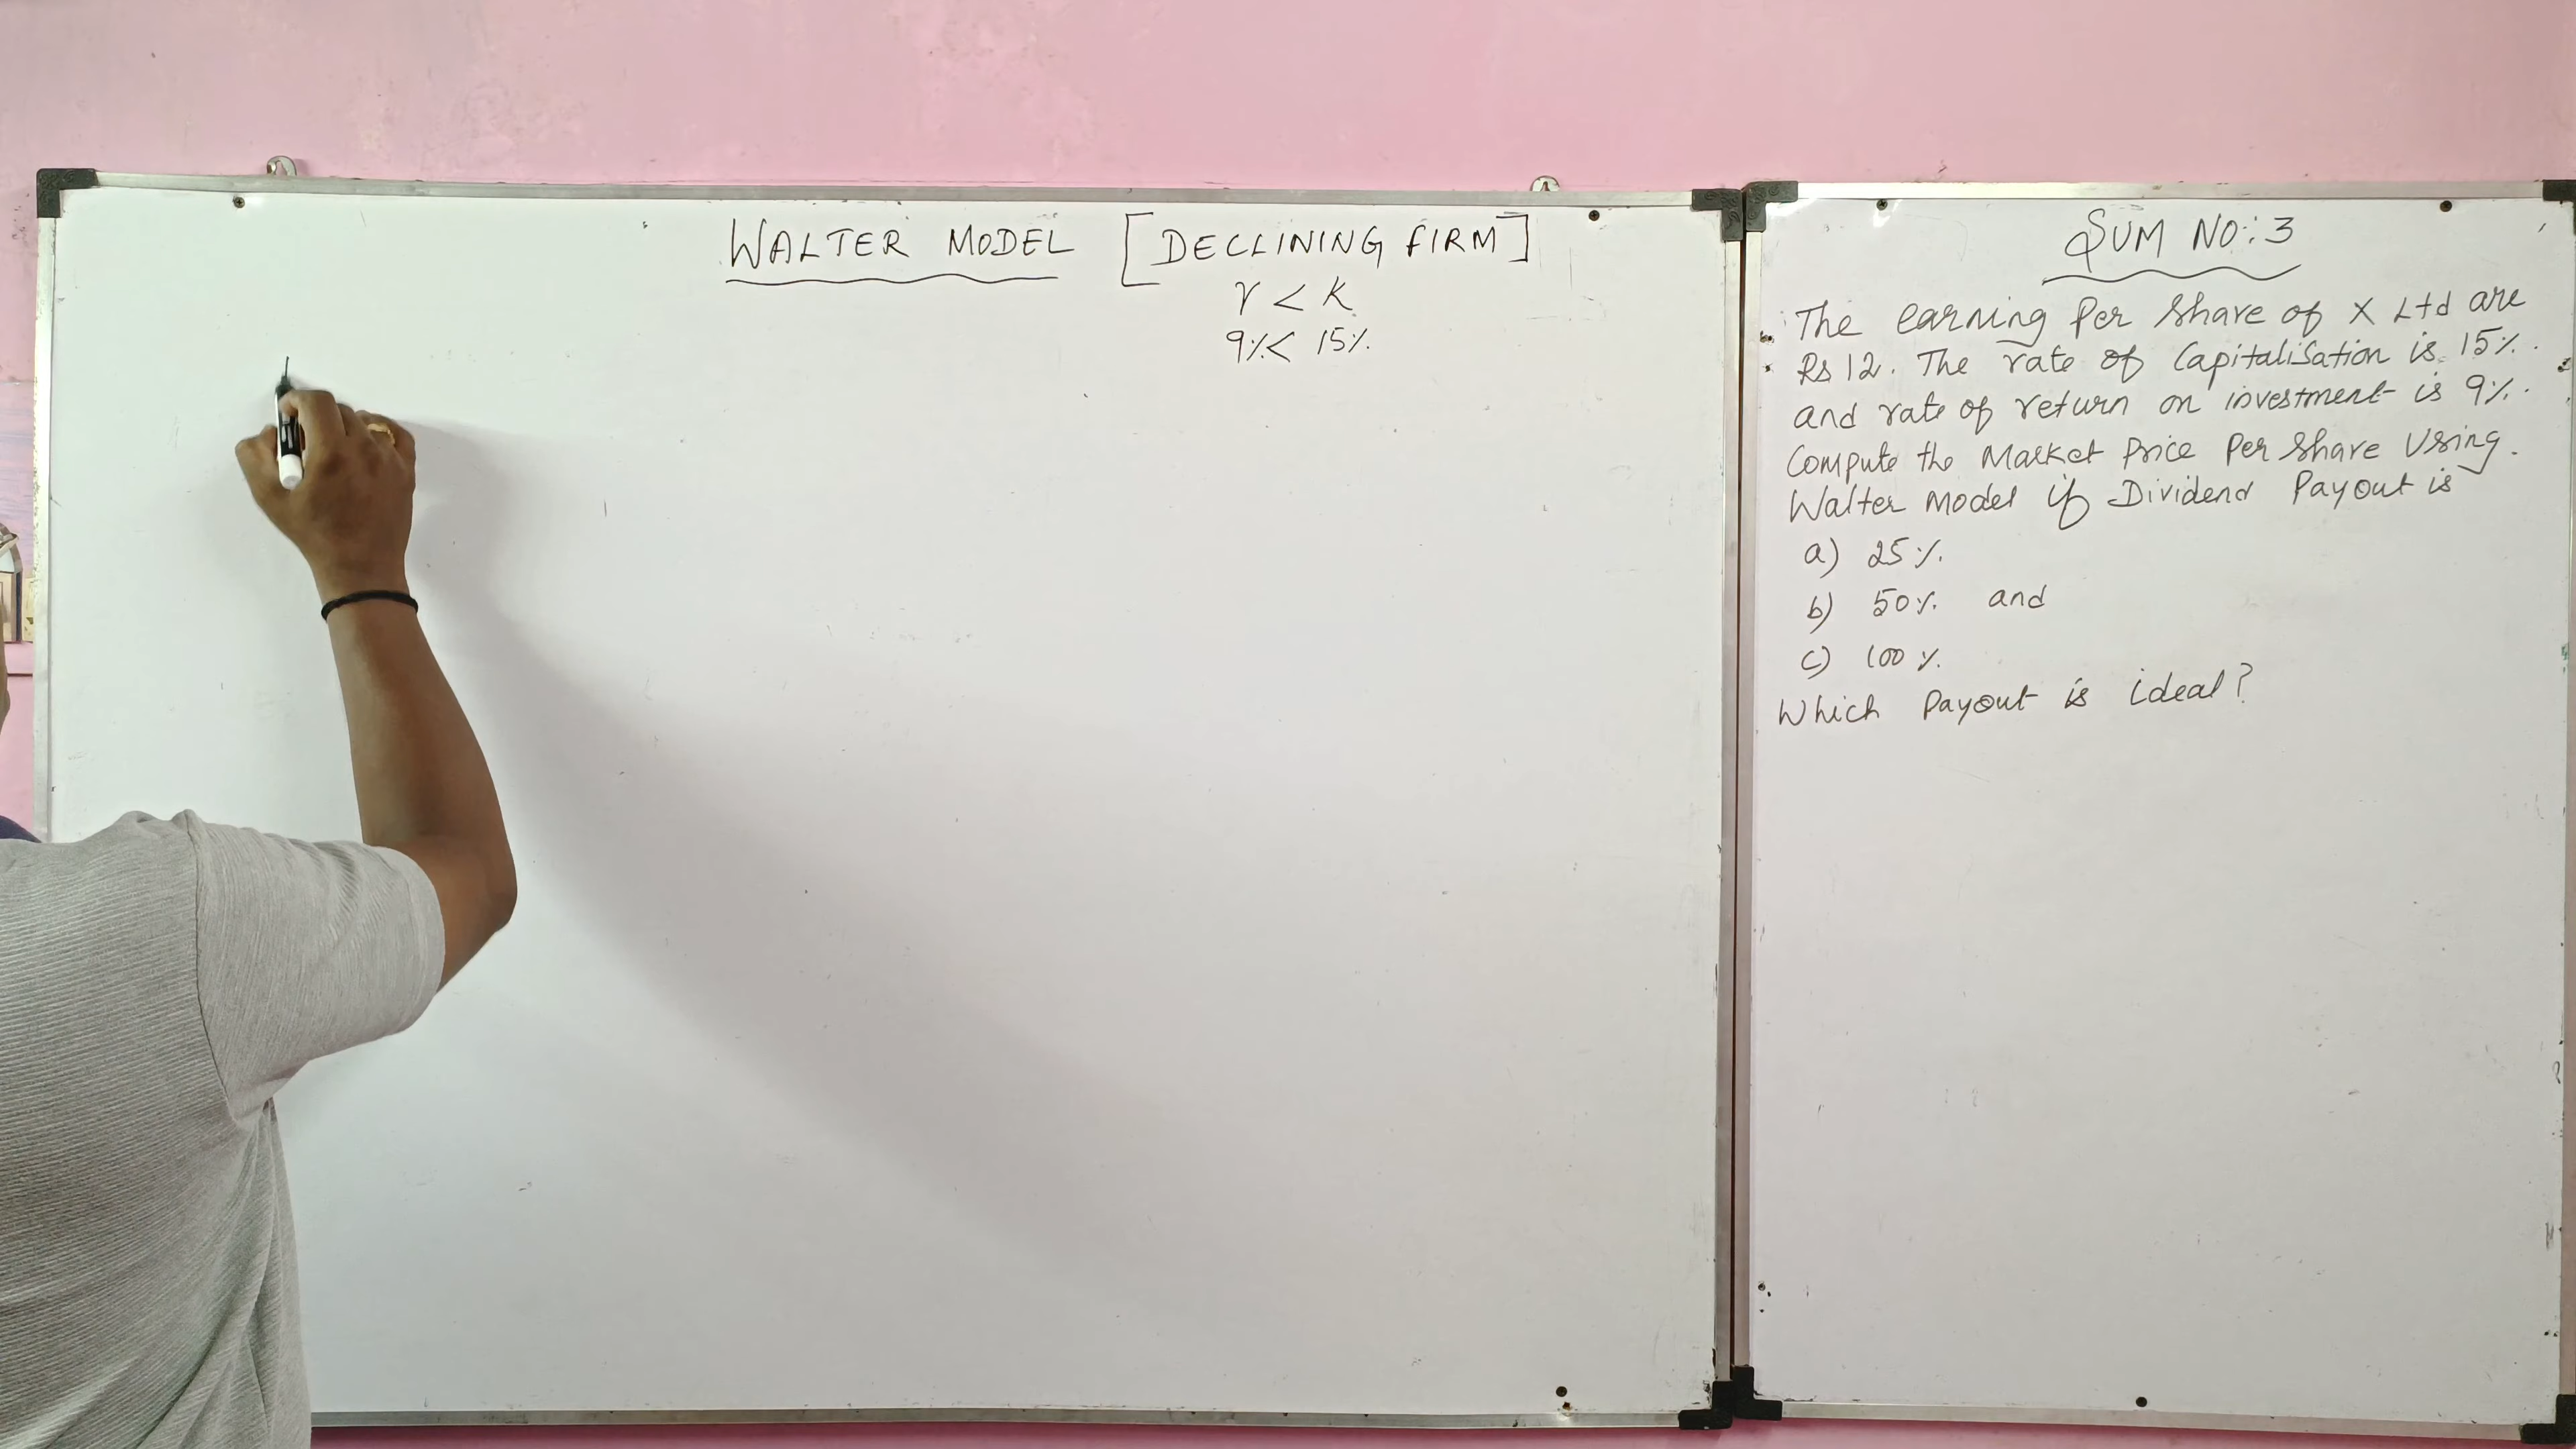 WALTER MODEL [DECLINING FIRM]
r < K
9% < 15%
SUM NO: 3
The earning Per Share of X Ltd are
Rs 12. The rate of Capitalisation is 15%.
and rate of return on investment is 9%.
Compute the Market Price Per Share Using.
Walter Model if Dividend Payout is
a) 25%.
b) 50%. and
c) 100%.
Which Payout is ideal?